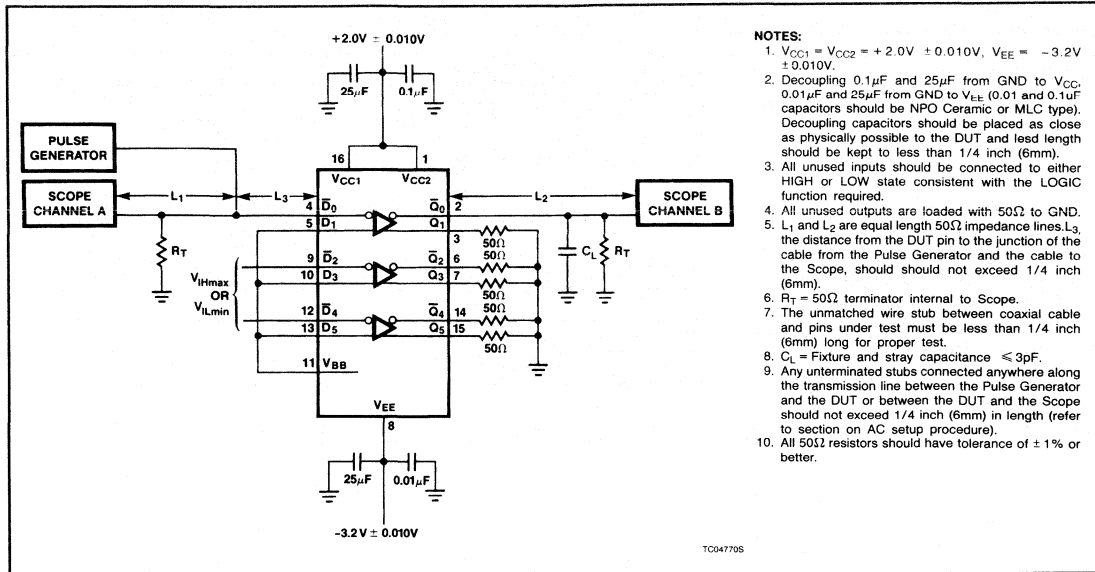 +2.0V ± 0.010V
25μF
0.1μF
PULSE
GENERATOR
SCOPE
CHANNEL A
L1
L3
RT
16
1
VCC1
VCC2
L2
SCOPE
CHANNEL B
4 D̅0
Q̅0 2
5 D1
Q1
3
50Ω
CL
RT
VIHmax
OR
VILmin
9 D̅2
Q̅2 6
50Ω
10 D3
Q3 7
50Ω
12 D̅4
Q̅4 14
50Ω
13 D5
Q5 15
50Ω
11 VBB
VEE
8
25μF
0.01μF
-3.2V ± 0.010V
TC04770S
NOTES:
1. VCC1 = VCC2 = +2.0V ±0.010V, VEE = -3.2V
±0.010V.
2. Decoupling 0.1μF and 25μF from GND to VCC,
0.01μF and 25μF from GND to VEE (0.01 and 0.1uF
capacitors should be NPO Ceramic or MLC type).
Decoupling capacitors should be placed as close
as physically possible to the DUT and lesd length
should be kept to less than 1/4 inch (6mm).
3. All unused inputs should be connected to either
HIGH or LOW state consistent with the LOGIC
function required.
4. All unused outputs are loaded with 50Ω to GND.
5. L1 and L2 are equal length 50Ω impedance lines.L3,
the distance from the DUT pin to the junction of the
cable from the Pulse Generator and the cable to
the Scope, should should not exceed 1/4 inch
(6mm).
6. RT = 50Ω terminator internal to Scope.
7. The unmatched wire stub between coaxial cable
and pins under test must be less than 1/4 inch
(6mm) long for proper test.
8. CL = Fixture and stray capacitance ⩽ 3pF.
9. Any unterminated stubs connected anywhere along
the transmission line between the Pulse Generator
and the DUT or between the DUT and the Scope
should not exceed 1/4 inch (6mm) in length (refer
to section on AC setup procedure).
10. All 50Ω resistors should have tolerance of ± 1% or
better.